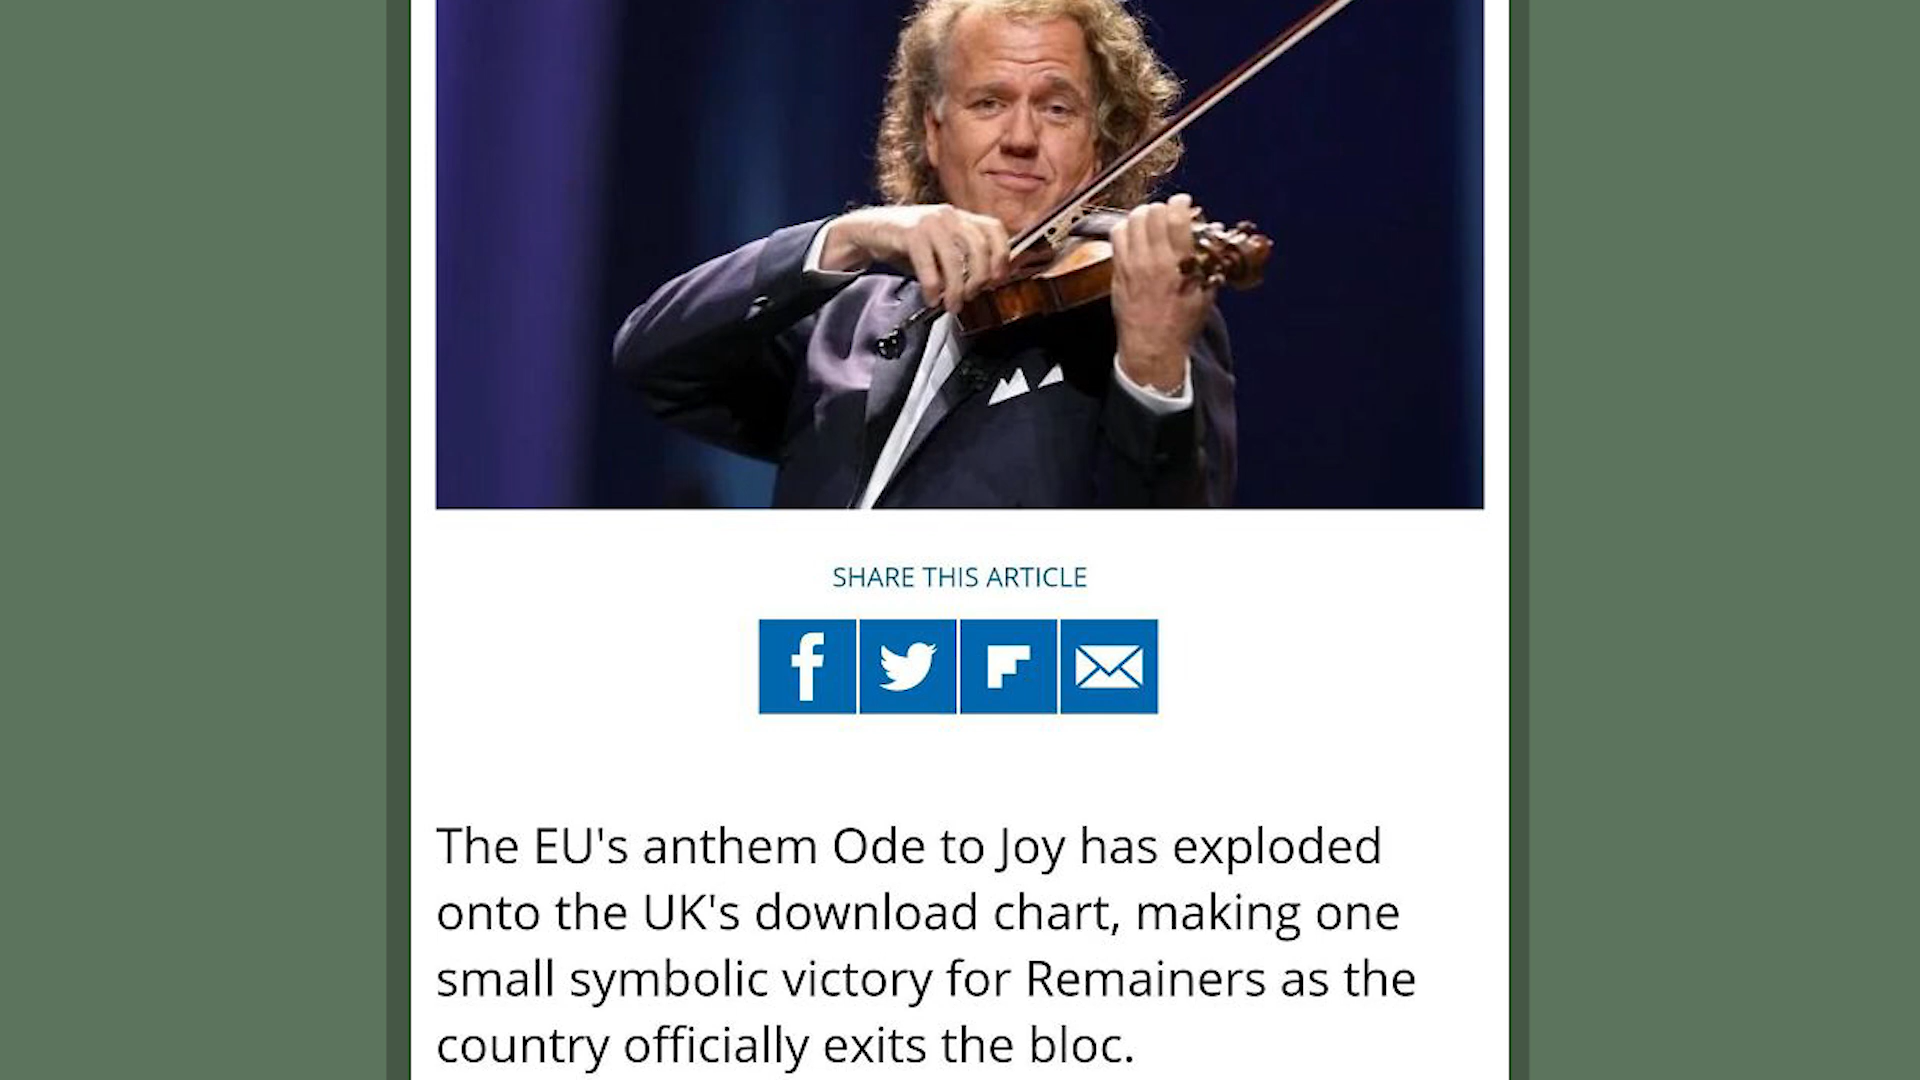 SHARE THIS ARTICLE
The EU's anthem Ode to Joy has exploded
onto the UK's download chart, making one
small symbolic victory for Remainers as the
country officially exits the bloc.